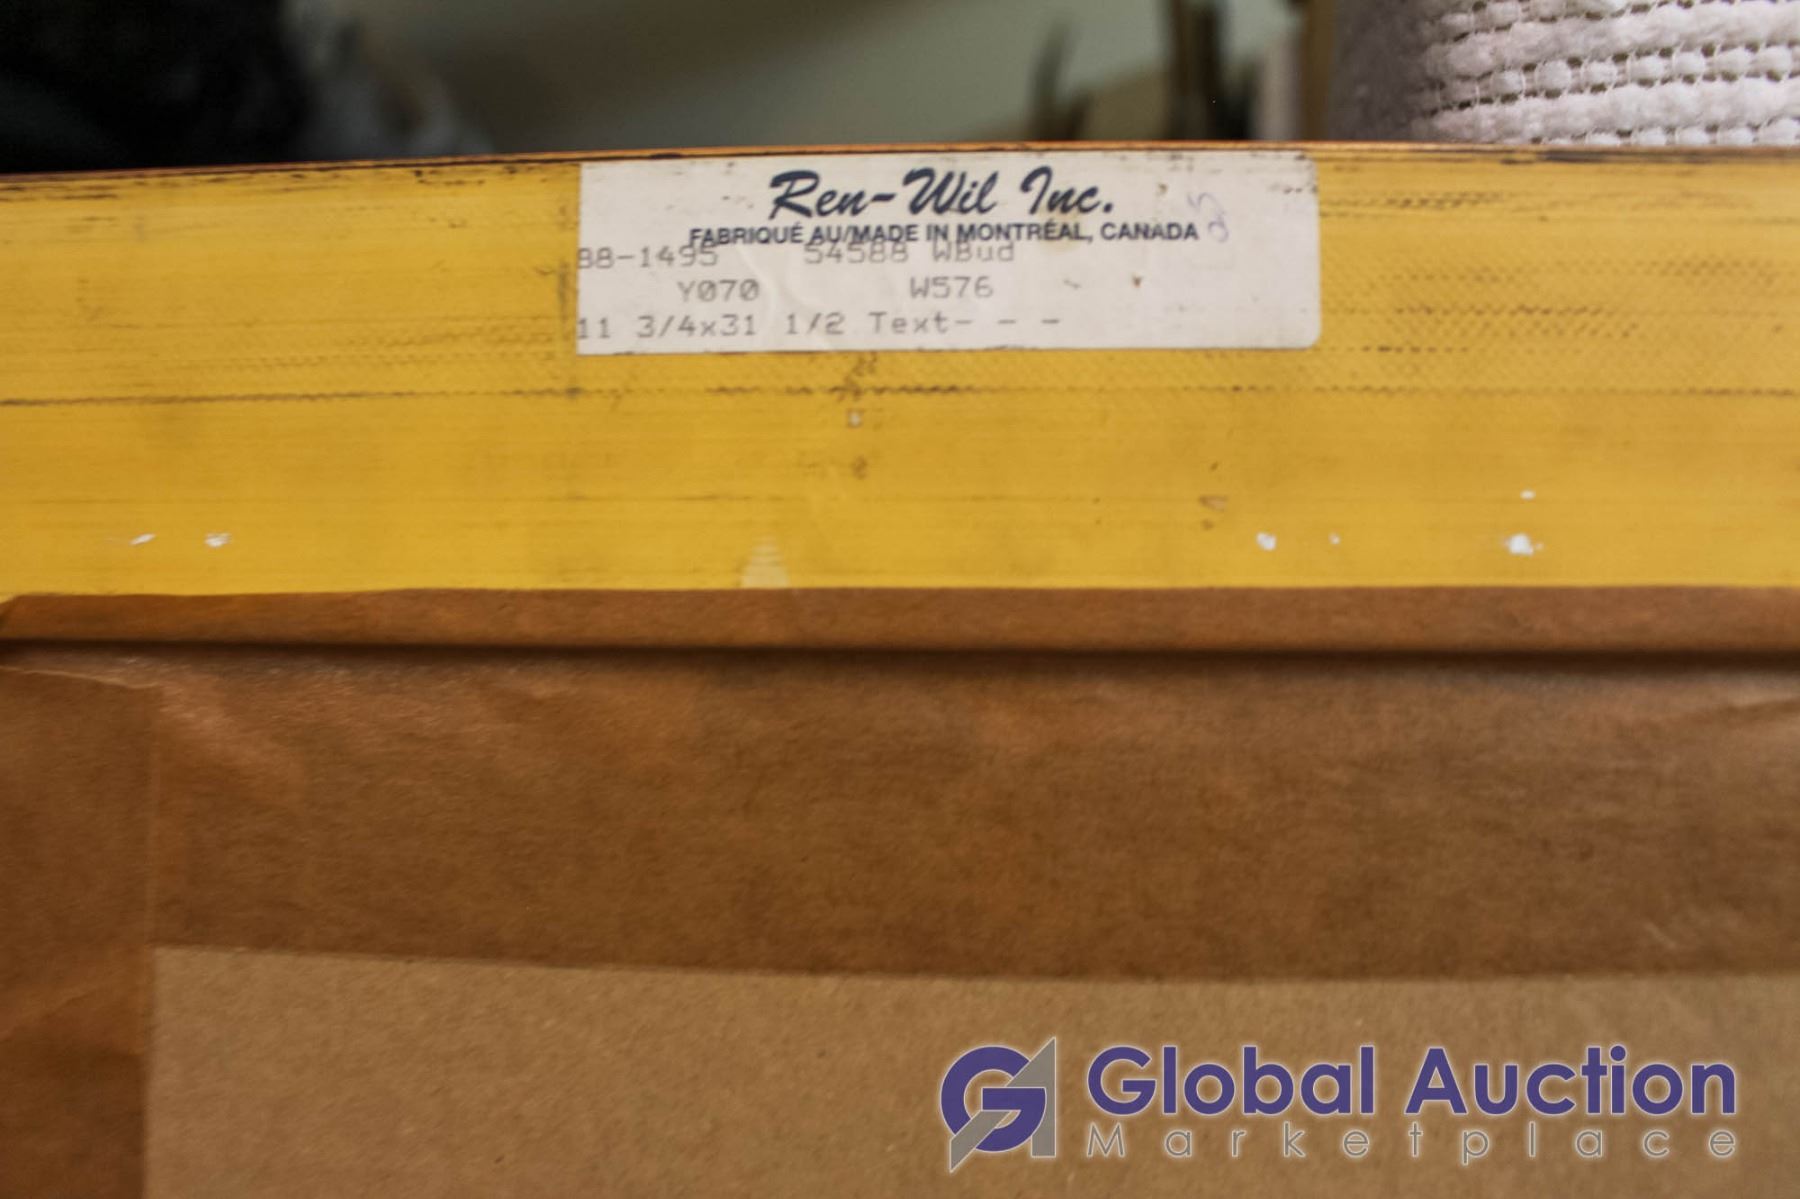 Ren-Wil Inc.
FABRIQUÉ AU/MADE IN MONTRÉAL, CANADA
88-1495 54588 WBud
Y070 W576
11 3/4x31 1/2 Text- - -
Global Auction
Marketplace